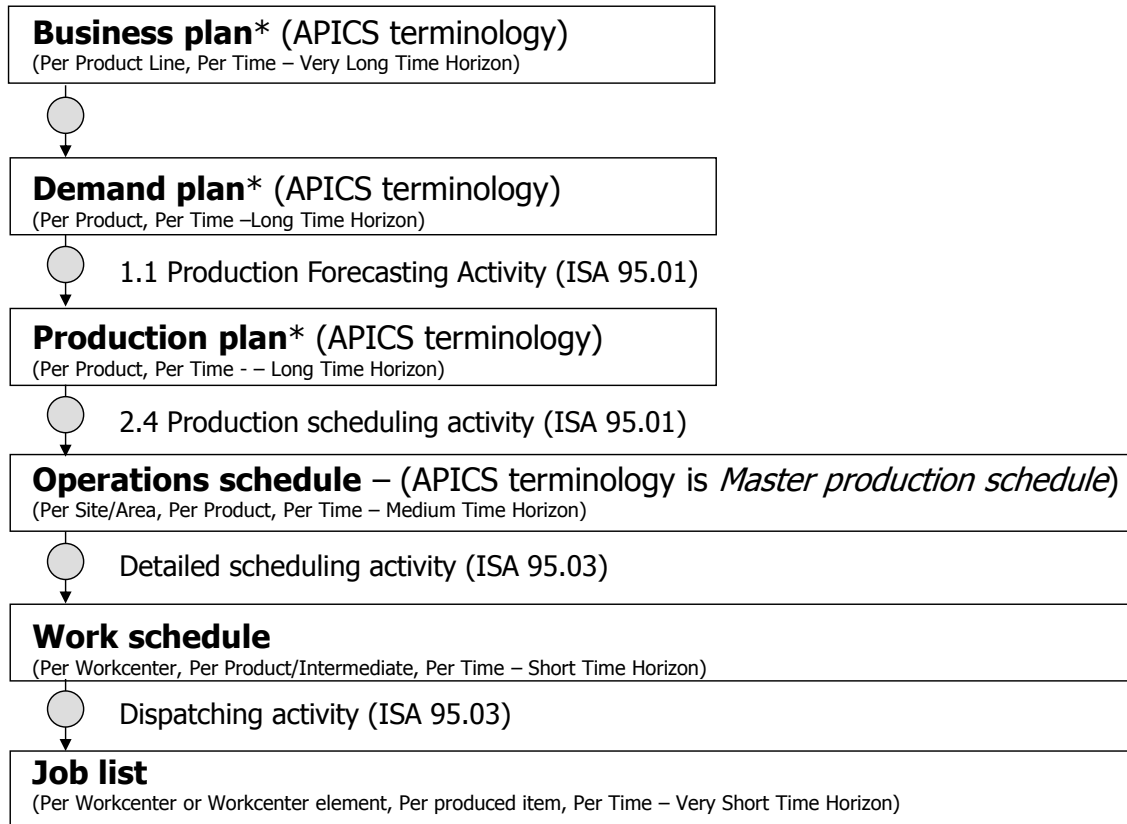 Business plan* (APICS terminology)
(Per Product Line, Per Time – Very Long Time Horizon)
Demand plan* (APICS terminology)
(Per Product, Per Time –Long Time Horizon)
1.1 Production Forecasting Activity (ISA 95.01)
Production plan* (APICS terminology)
(Per Product, Per Time - – Long Time Horizon)
2.4 Production scheduling activity (ISA 95.01)
Operations schedule – (APICS terminology is Master production schedule)
(Per Site/Area, Per Product, Per Time – Medium Time Horizon)
Detailed scheduling activity (ISA 95.03)
Work schedule
(Per Workcenter, Per Product/Intermediate, Per Time – Short Time Horizon)
Dispatching activity (ISA 95.03)
Job list
(Per Workcenter or Workcenter element, Per produced item, Per Time – Very Short Time Horizon)